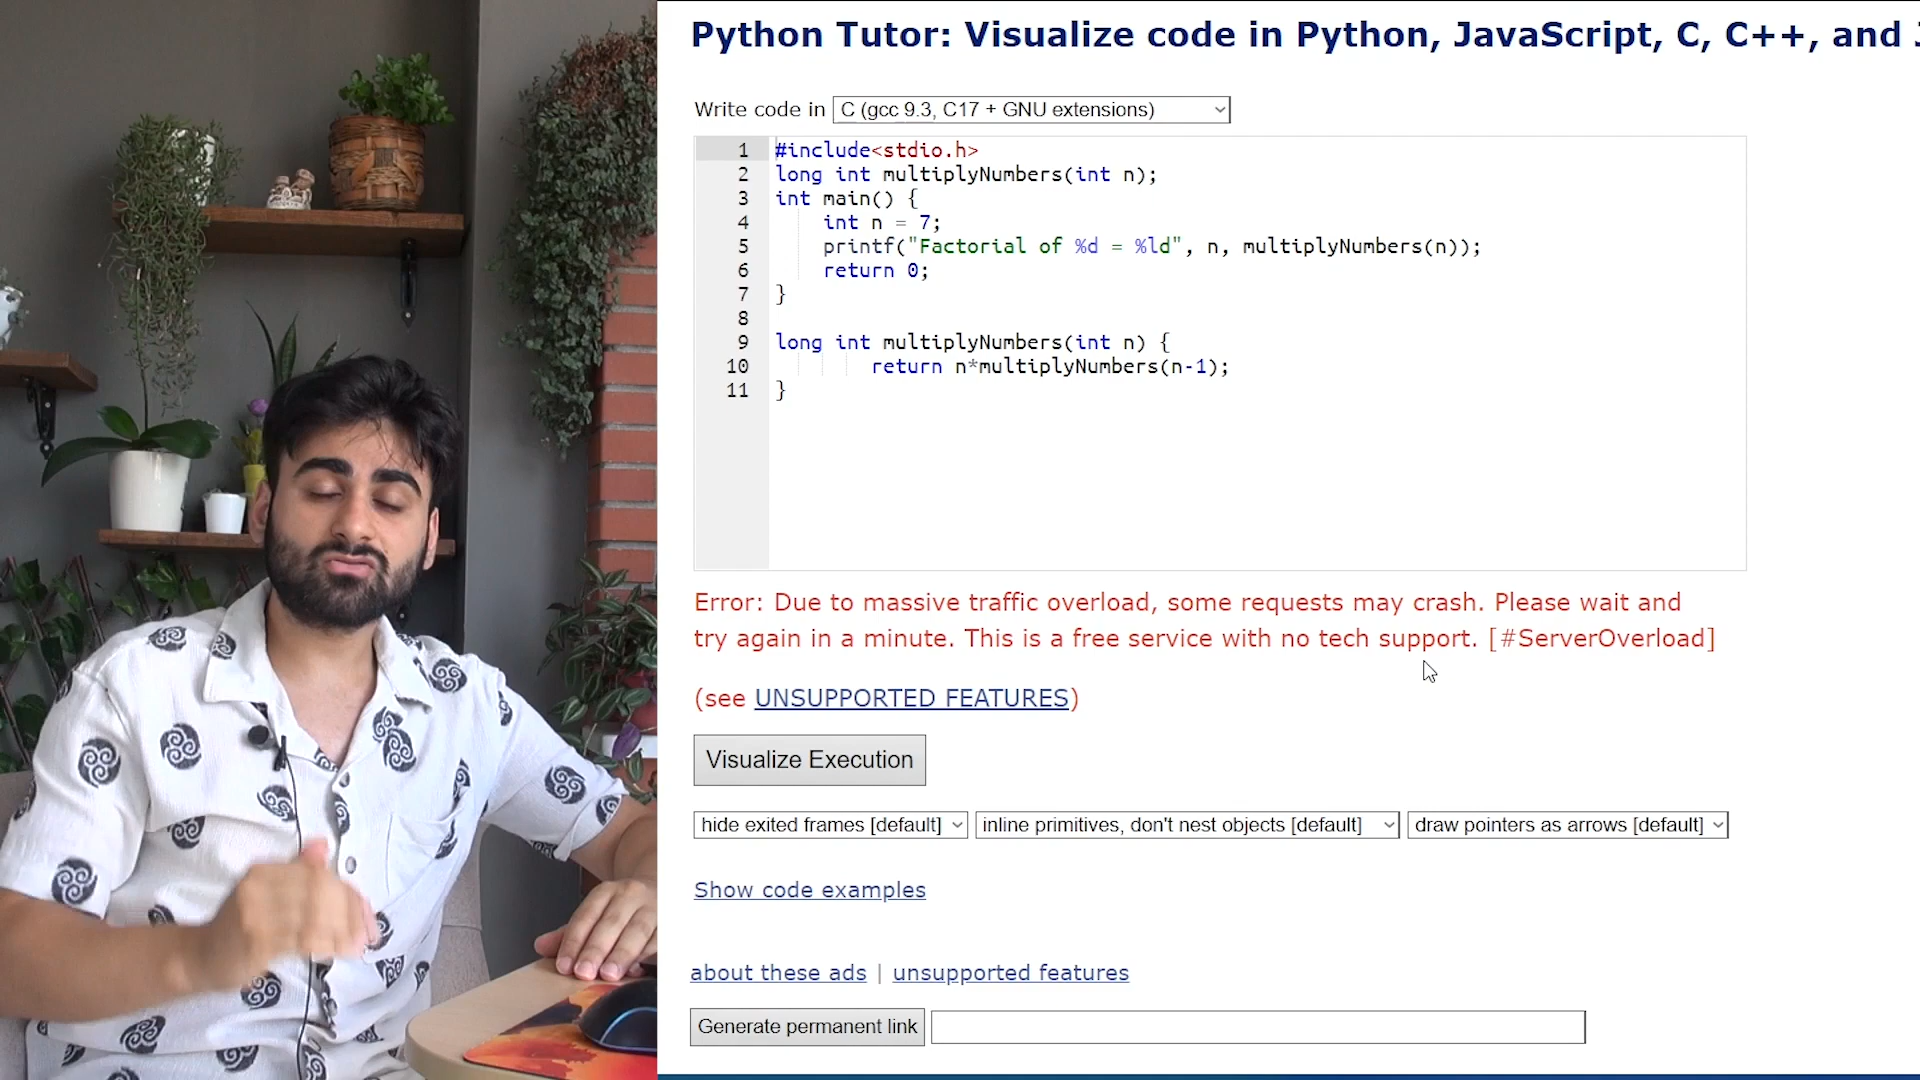 Python Tutor: Visualize code in Python, JavaScript, C, C++, and
Write code in C (gcc 9.3, C17 + GNU extensions)
1 #include<stdio.h>
2 long int multiplyNumbers(int n);
3 int main() {
4 int n = 7;
5 printf("Factorial of %d = %ld", n, multiplyNumbers(n));
6 return 0;
7 }
8
9 long int multiplyNumbers(int n) {
10 return n*multiplyNumbers(n-1);
11 }
Error: Due to massive traffic overload, some requests may crash. Please wait and
try again in a minute. This is a free service with no tech support. [#ServerOverload]
(see UNSUPPORTED FEATURES)
Visualize Execution
hide exited frames [default] inline primitives, don't nest objects [default] draw pointers as arrows [default]
Show code examples
about these ads | unsupported features
Generate permanent link